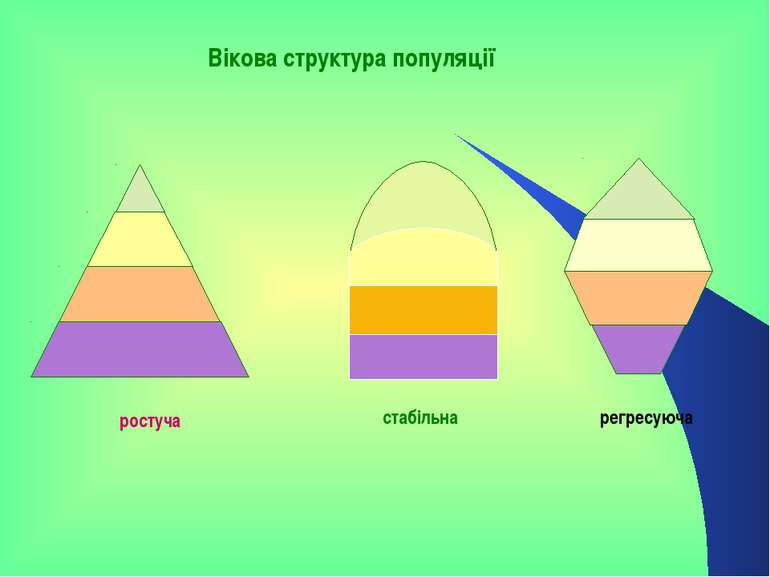 Вікова структура популяції
ростуча
стабільна
регресуюча